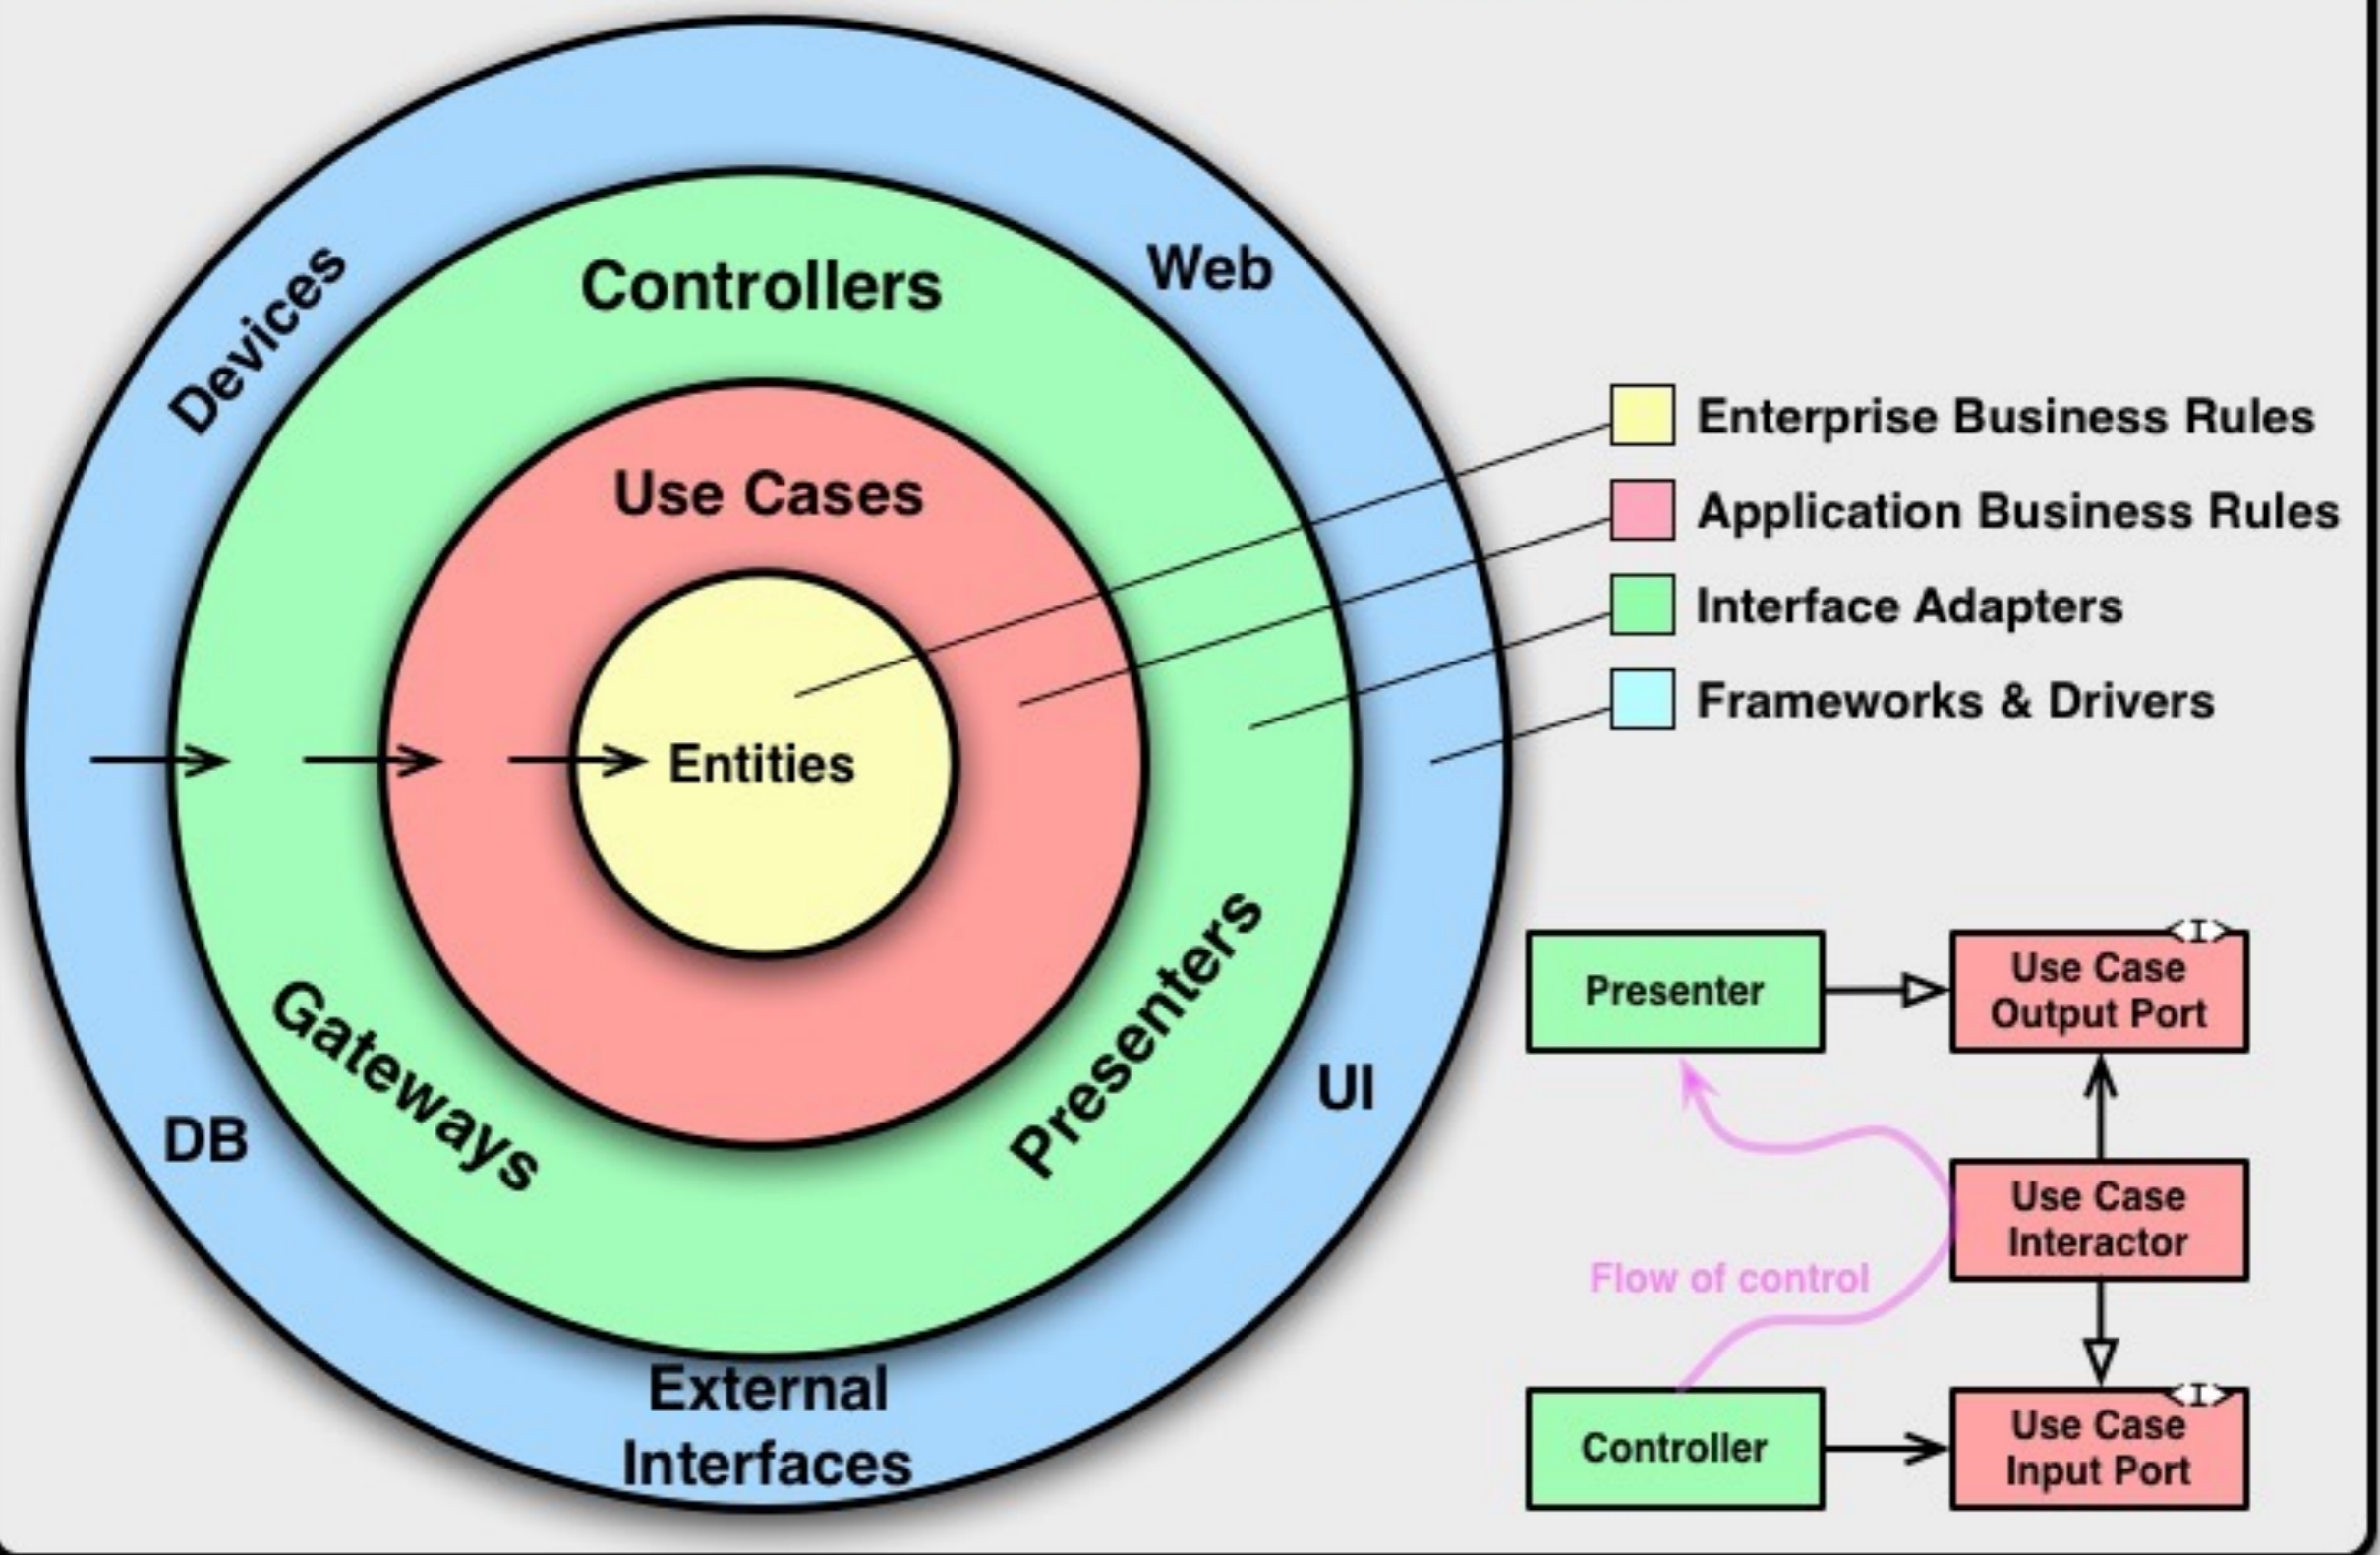 Devices
Web
Controllers
Use Cases
Entities
Gateways
Presenters
DB
UI
External
Interfaces
Enterprise Business Rules
Application Business Rules
Interface Adapters
Frameworks & Drivers
Presenter
<I>
Use Case
Output Port
Use Case
Interactor
Flow of control
Controller
<I>
Use Case
Input Port